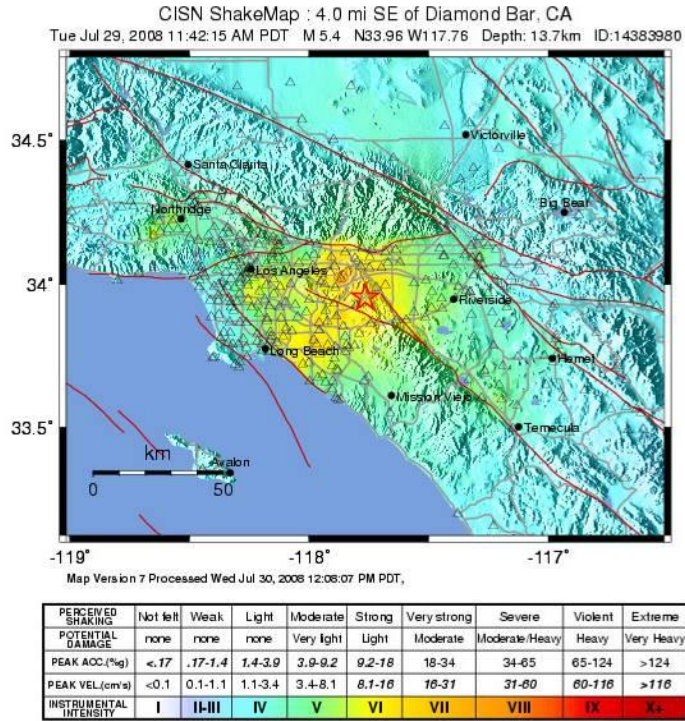 CISN ShakeMap : 4.0 mi SE of Diamond Bar, CA
Tue Jul 29, 2008 11:42:15 AM PDT M 5.4 N33.96 W117.76 Depth: 13.7km ID:14383980
34.5°
34°
33.5°
Victorville
Santa Clarita
Big Bear
Northridge
Los Angeles
Riverside
Long Beach
Hemet
Mission Viejo
Temecula
Avalon
km
0 50
-119° -118° -117°
Map Version 7 Processed Wed Jul 30, 2008 12:08:07 PM PDT,
PERCEIVED SHAKING Not felt Weak Light Moderate Strong Very strong Severe Violent Extreme
POTENTIAL DAMAGE none none none Very light Light Moderate Moderate/Heavy Heavy Very Heavy
PEAK ACC.(%g) <.17 .17-1.4 1.4-3.9 3.9-9.2 9.2-18 18-34 34-65 65-124 >124
PEAK VEL.(cm/s) <0.1 0.1-1.1 1.1-3.4 3.4-8.1 8.1-16 16-31 31-60 60-116 >116
INSTRUMENTAL INTENSITY I II-III IV V VI VII VIII IX X+